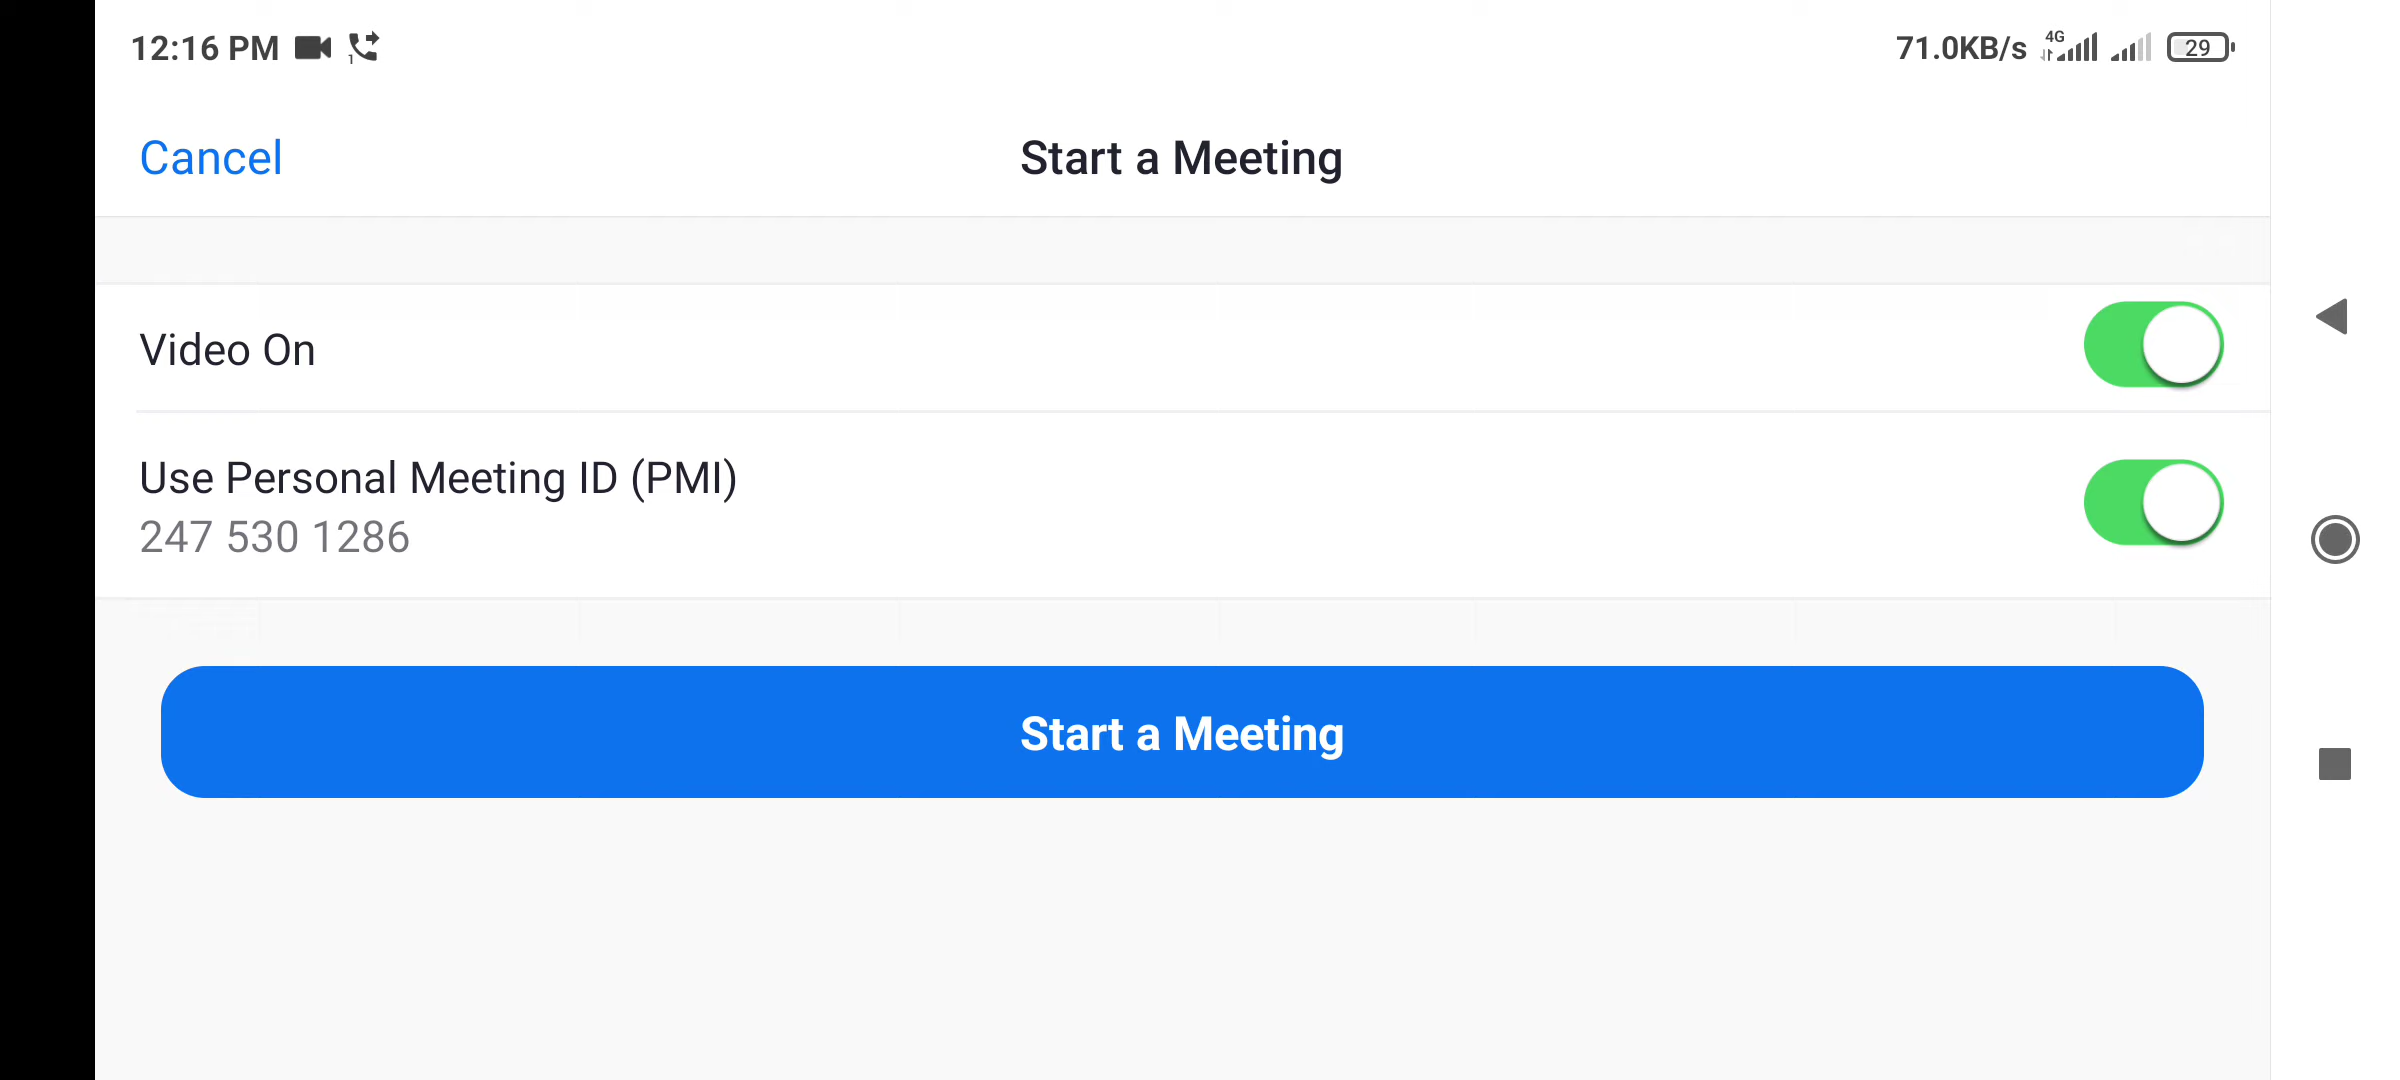 12:16 PM 1 71.0KB/s 4G 29
Cancel Start a Meeting
Video On
Use Personal Meeting ID (PMI)
247 530 1286
Start a Meeting